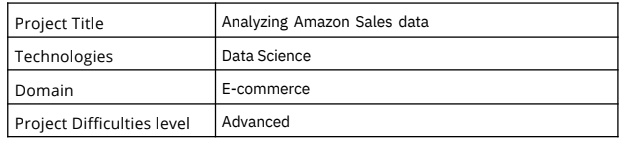 Project Title Analyzing Amazon Sales data
Technologies Data Science
Domain E-commerce
Project Difficulties level Advanced